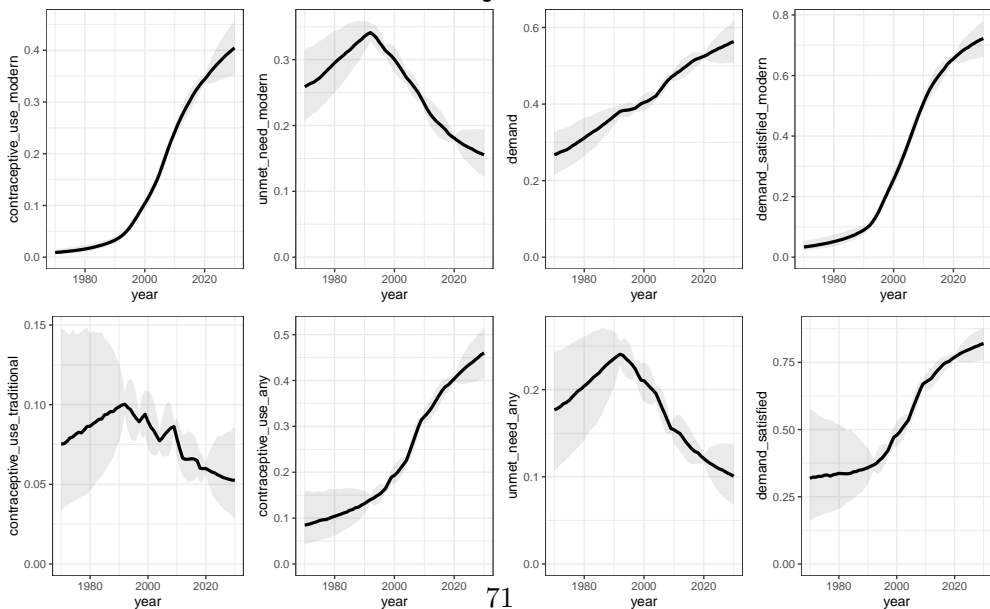 contraceptive_use_modern
0.4
0.3
0.2
0.1
0.0
1980 2000 2020
year
unmet_need_modern
0.3
0.2
0.1
0.0
1980 2000 2020
year
demand
0.6
0.4
0.2
0.0
1980 2000 2020
year
demand_satisfied_modern
0.8
0.6
0.4
0.2
0.0
1980 2000 2020
year
contraceptive_use_traditional
0.15
0.10
0.05
0.00
1980 2000 2020
year
contraceptive_use_any
0.5
0.4
0.3
0.2
0.1
0.0
1980 2000 2020
year
unmet_need_any
0.2
0.1
0.0
1980 2000 2020
year
demand_satisfied
0.75
0.50
0.25
0.00
1980 2000 2020
year
71